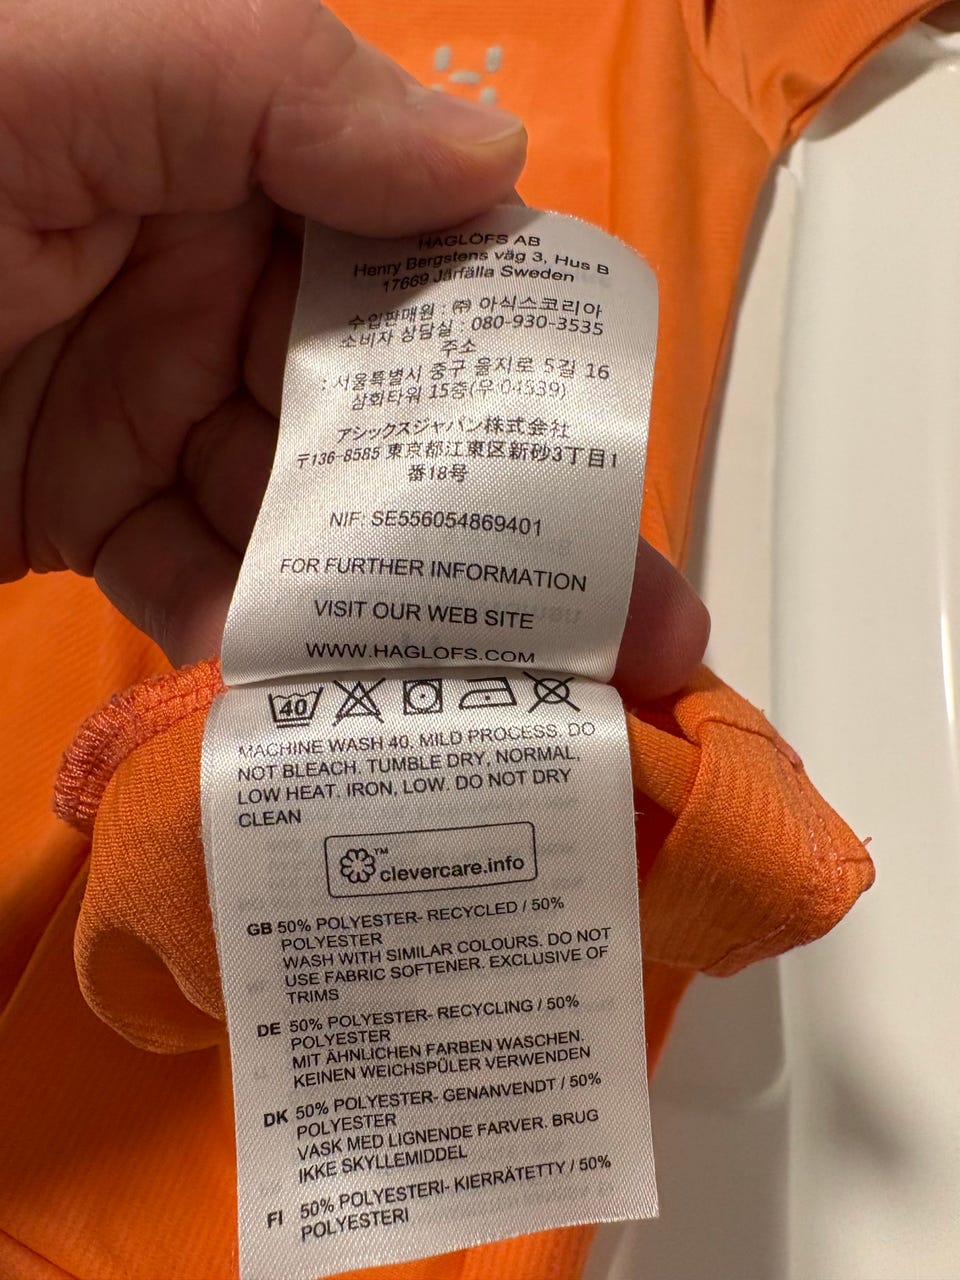 HAGLÖFS AB
Henry Bergstens väg 3, Hus B
17669 Järfälla Sweden
수입판매원 : ㈜ 아식스코리아
소비자 상담실 : 080-930-3535
주소
: 서울특별시 중구 을지로 5길 16
삼화타워 15층(우:04539)
アシックスジャパン株式会社
〒136-8585 東京都江東区新砂3丁目1
番18号
NIF: SE556054869401
FOR FURTHER INFORMATION
VISIT OUR WEB SITE
WWW.HAGLOFS.COM
40
MACHINE WASH 40, MILD PROCESS. DO
NOT BLEACH. TUMBLE DRY, NORMAL,
LOW HEAT. IRON, LOW. DO NOT DRY
CLEAN
™ clevercare.info
GB 50% POLYESTER- RECYCLED / 50%
POLYESTER
WASH WITH SIMILAR COLOURS. DO NOT
USE FABRIC SOFTENER. EXCLUSIVE OF
TRIMS
DE 50% POLYESTER- RECYCLING / 50%
POLYESTER
MIT ÄHNLICHEN FARBEN WASCHEN.
KEINEN WEICHSPÜLER VERWENDEN
DK 50% POLYESTER- GENANVENDT / 50%
POLYESTER
VASK MED LIGNENDE FARVER. BRUG
IKKE SKYLLEMIDDEL
FI 50% POLYESTERI- KIERRÄTETTY / 50%
POLYESTERI